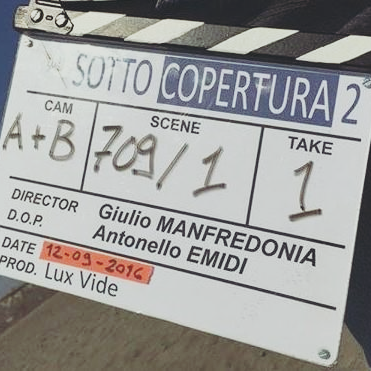 SOTTO COPERTURA 2
CAM SCENE TAKE
A+B 709/1 1
DIRECTOR Giulio MANFREDONIA
D.O.P. Antonello EMIDI
DATE 12-09-2016
PROD. Lux Vide